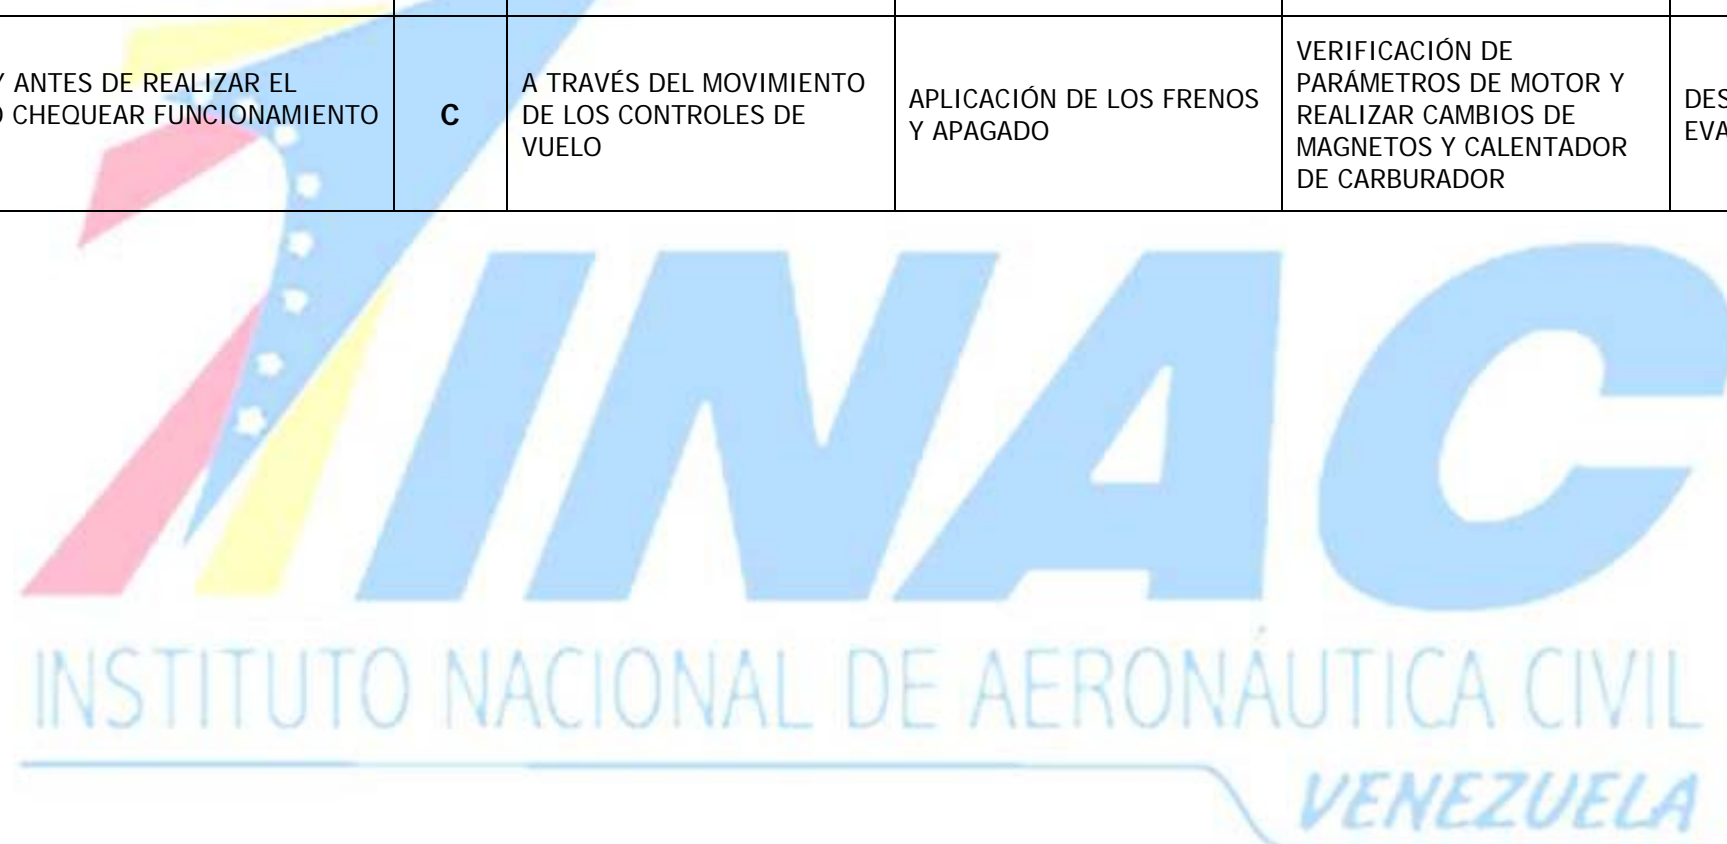 Y ANTES DE REALIZAR EL
CHEQUEAR FUNCIONAMIENTO
C
A TRAVÉS DEL MOVIMIENTO
DE LOS CONTROLES DE
VUELO
APLICACIÓN DE LOS FRENOS
Y APAGADO
VERIFICACIÓN DE
PARÁMETROS DE MOTOR Y
REALIZAR CAMBIOS DE
MAGNETOS Y CALENTADOR
DE CARBURADOR
DES
EVA
INAC
INSTITUTO NACIONAL DE AERONÁUTICA CIVIL
VENEZUELA